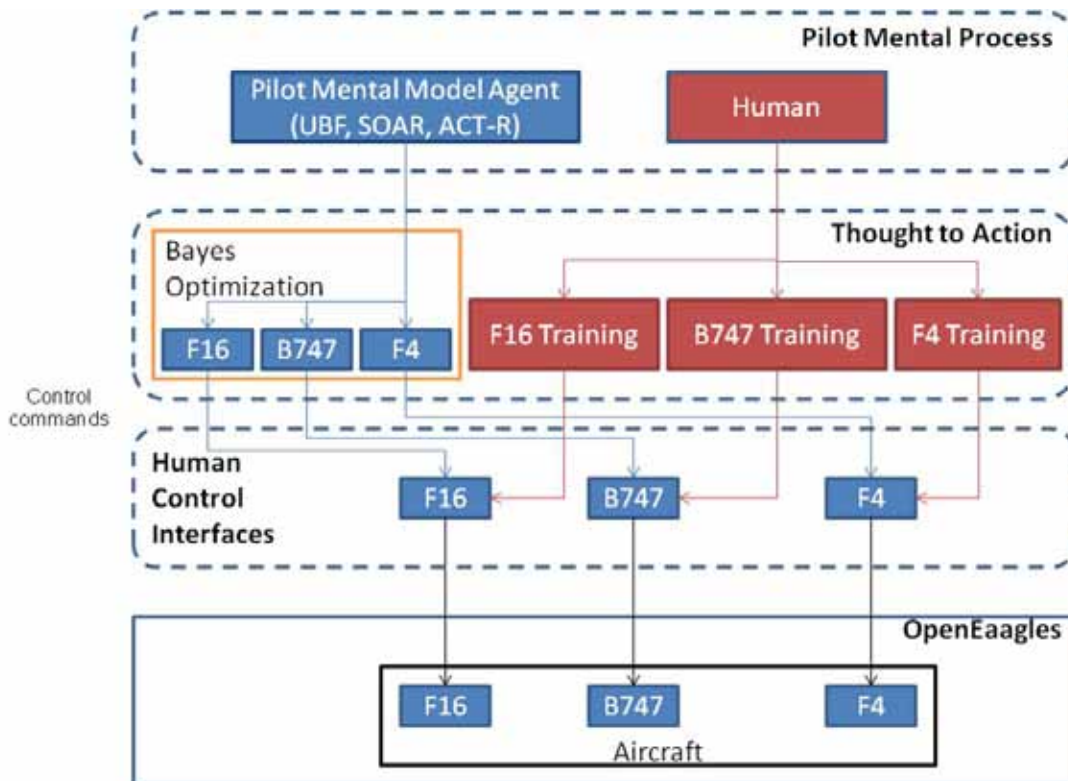 Pilot Mental Process
Pilot Mental Model Agent
(UBF, SOAR, ACT-R)
Human
Thought to Action
Bayes
Optimization
F16
B747
F4
F16 Training
B747 Training
F4 Training
Control
commands
Human
Control
Interfaces
F16
B747
F4
OpenEaagles
F16
B747
F4
Aircraft